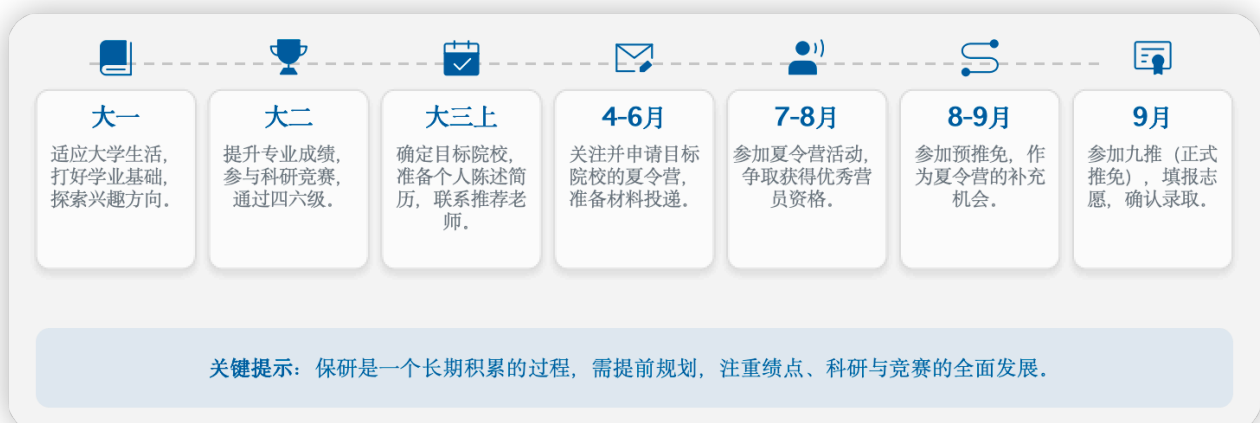 大一
适应大学生活，
打好学业基础，
探索兴趣方向。
大二
提升专业成绩，
参与科研竞赛，
通过四六级。
大三上
确定目标院校，
准备个人陈述简
历，联系推荐老
师。
4-6月
关注并申请目标
院校的夏令营，
准备材料投递。
7-8月
参加夏令营活动，
争取获得优秀营
员资格。
8-9月
参加预推免，作
为夏令营的补充
机会。
9月
参加九推（正式
推免），填报志
愿，确认录取。
关键提示：保研是一个长期积累的过程，需提前规划，注重绩点、科研与竞赛的全面发展。